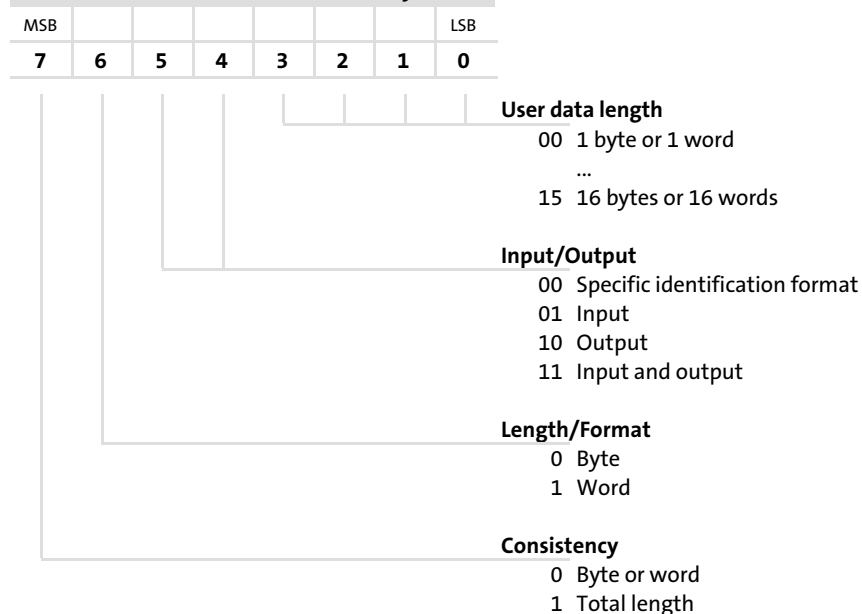 MSB LSB
7 6 5 4 3 2 1 0
User data length
00 1 byte or 1 word
...
15 16 bytes or 16 words
Input/Output
00 Specific identification format
01 Input
10 Output
11 Input and output
Length/Format
0 Byte
1 Word
Consistency
0 Byte or word
1 Total length